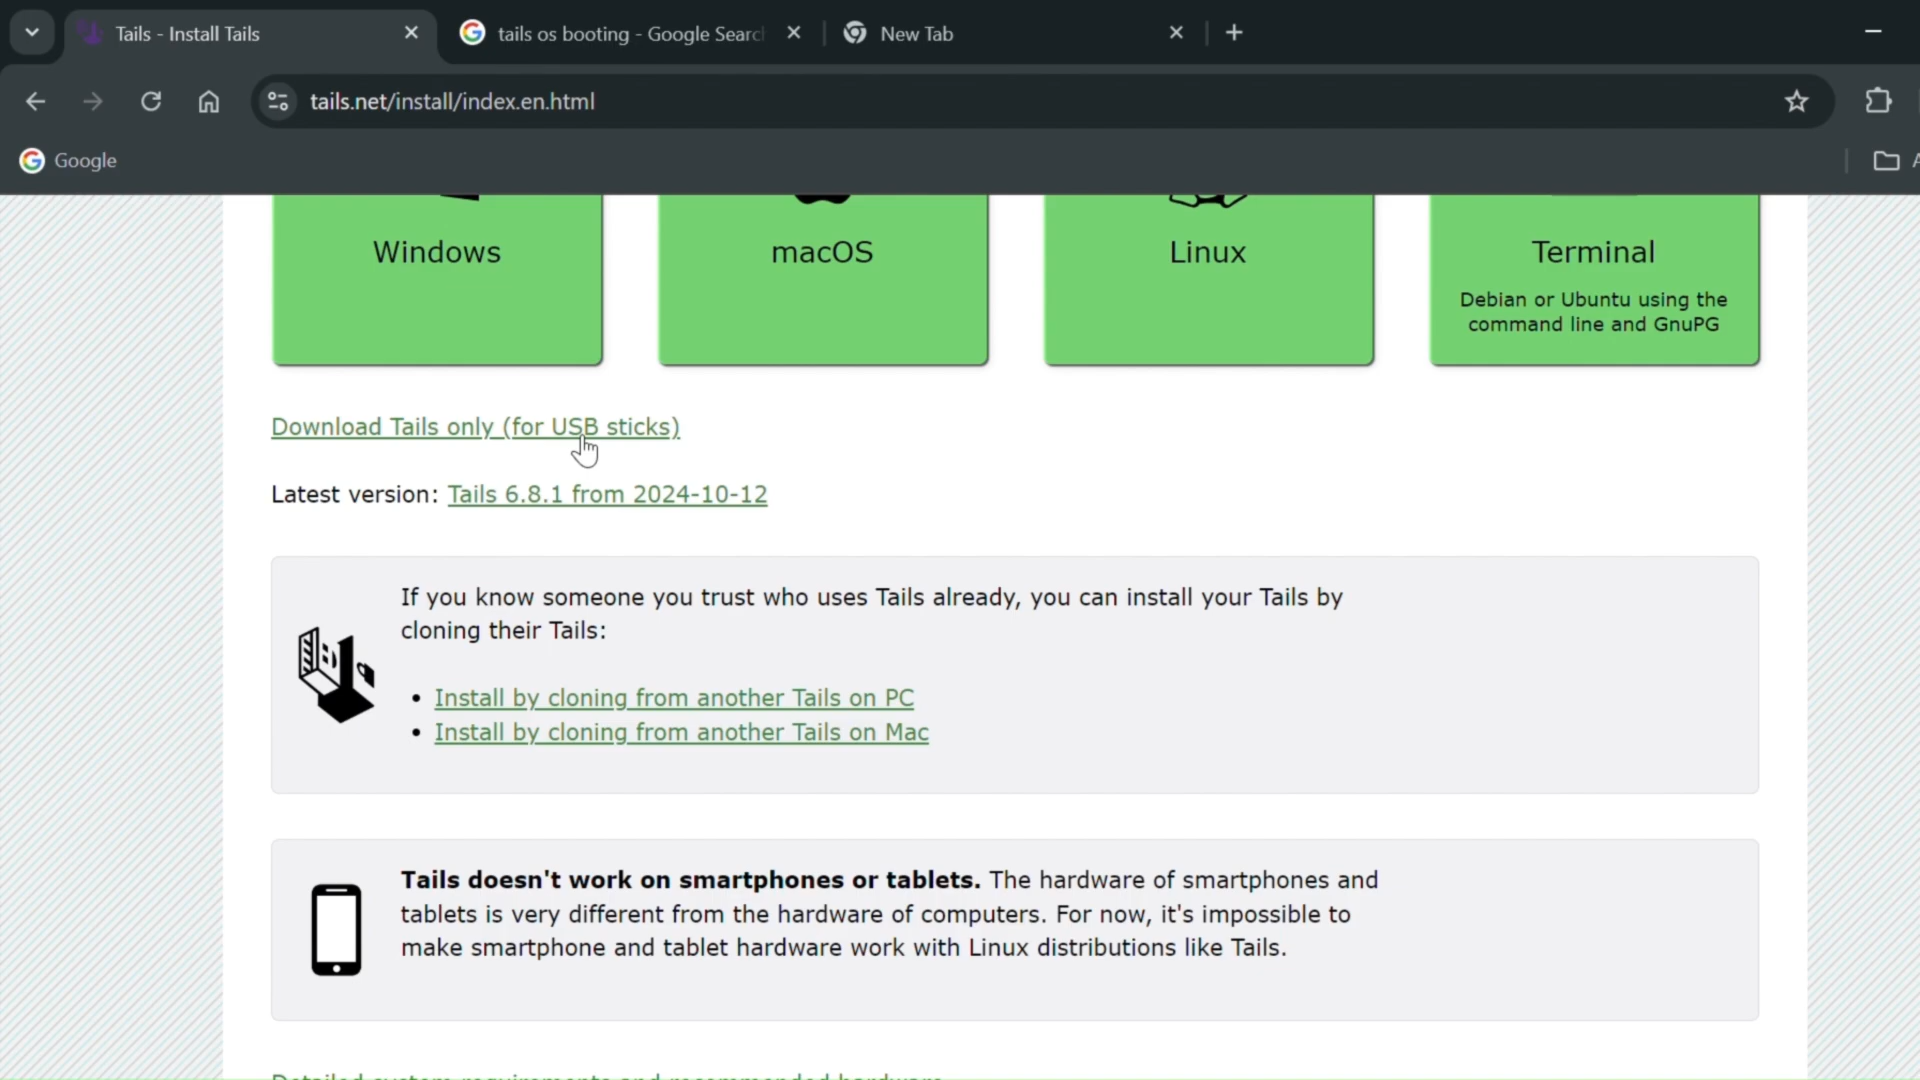 Tails - Install Tails
tails os booting - Google Searc
New Tab
tails.net/install/index.en.html
Google
A
Windows
macOS
Linux
Terminal
Debian or Ubuntu using the
command line and GnuPG
Download Tails only (for USB sticks)
Latest version: Tails 6.8.1 from 2024-10-12
If you know someone you trust who uses Tails already, you can install your Tails by
cloning their Tails:
• Install by cloning from another Tails on PC
• Install by cloning from another Tails on Mac
Tails doesn't work on smartphones or tablets. The hardware of smartphones and
tablets is very different from the hardware of computers. For now, it's impossible to
make smartphone and tablet hardware work with Linux distributions like Tails.
Detailed system requirements and recommended hardware